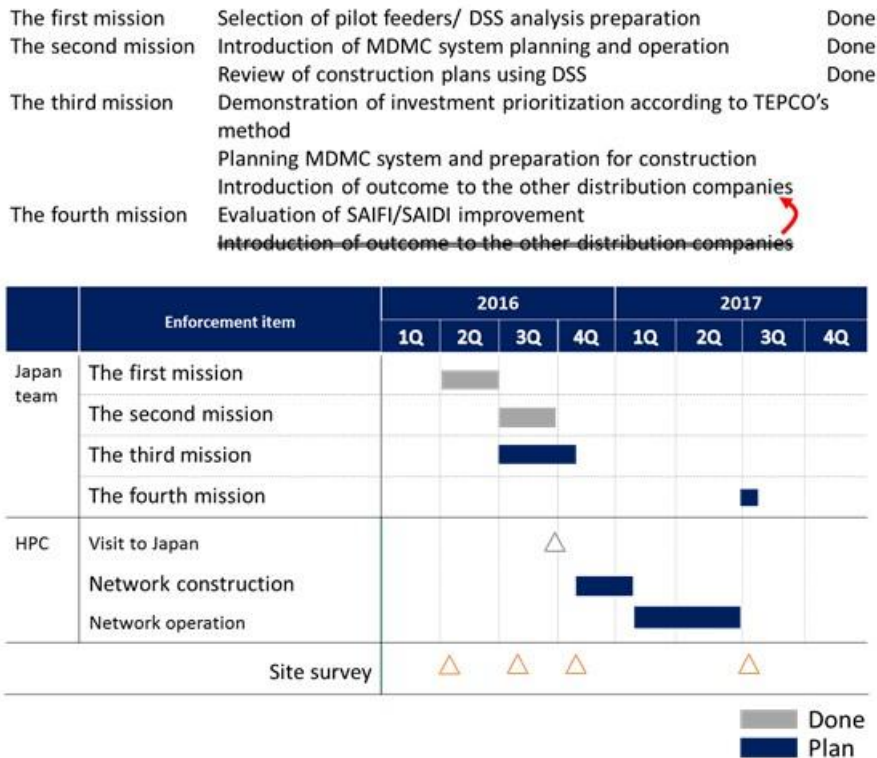 The first mission Selection of pilot feeders/ DSS analysis preparation Done
The second mission Introduction of MDMC system planning and operation Done
Review of construction plans using DSS Done
The third mission Demonstration of investment prioritization according to TEPCO's
method
Planning MDMC system and preparation for construction
Introduction of outcome to the other distribution companies
The fourth mission Evaluation of SAIFI/SAIDI improvement
Introduction of outcome to the other distribution companies
Enforcement item 2016 2017
1Q 2Q 3Q 4Q 1Q 2Q 3Q 4Q
Japan team The first mission
The second mission
The third mission
The fourth mission
HPC Visit to Japan
Network construction
Network operation
Site survey
Done
Plan